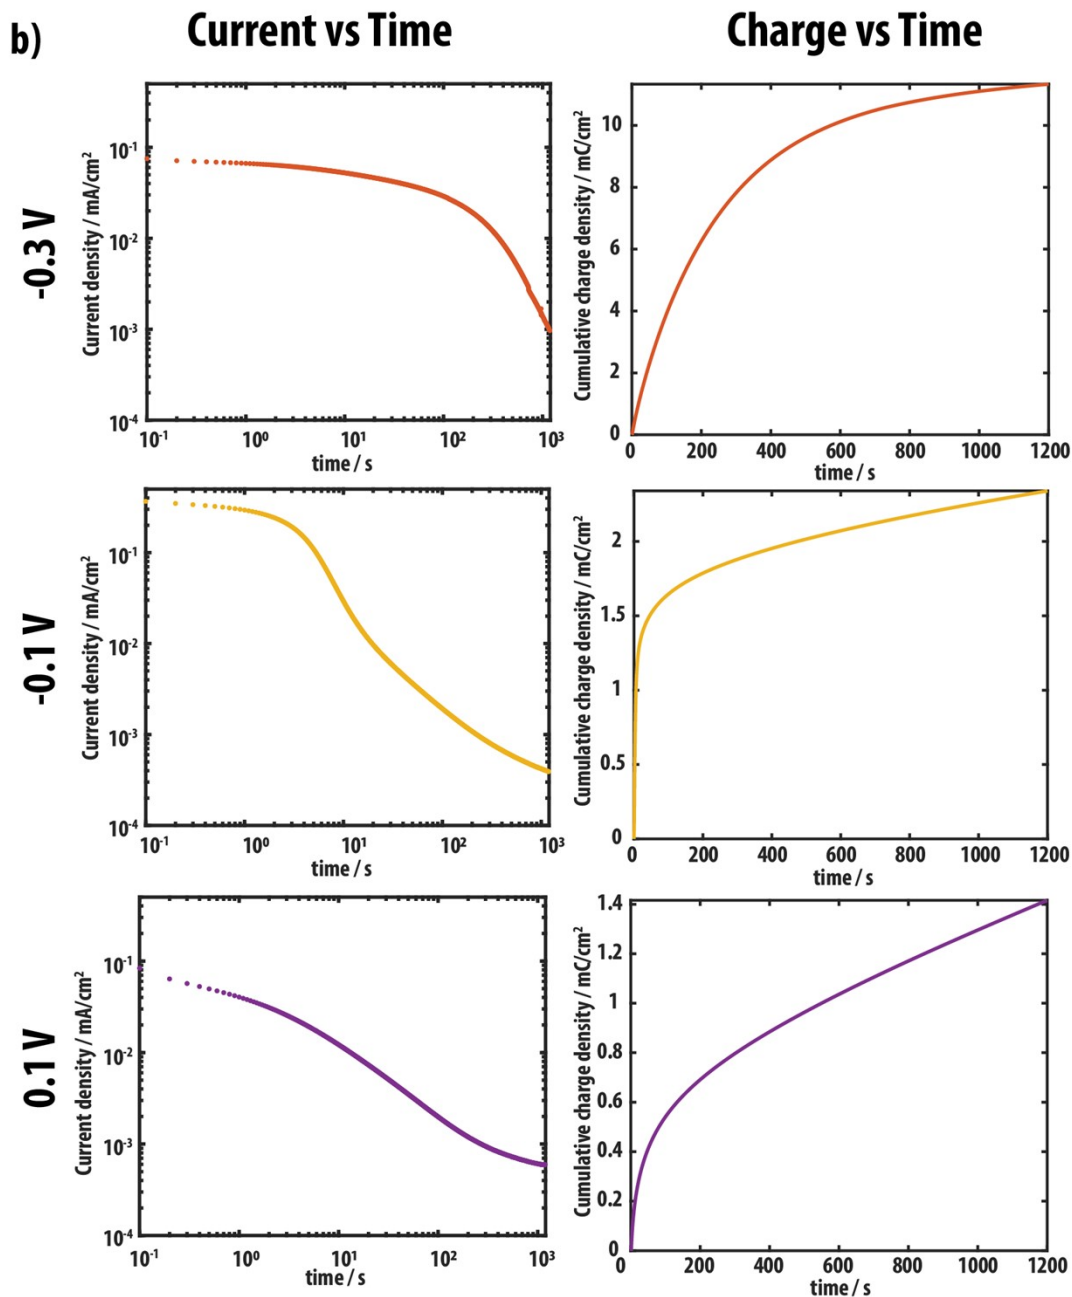 b)
Current vs Time
Charge vs Time
-0.3 V
Current density / mA/cm²
10⁻¹
10⁻²
10⁻³
10⁻⁴
10⁻¹ 10⁰ 10¹ 10² 10³
time / s
Cumulative charge density / mC/cm²
10
8
6
4
2
0
200 400 600 800 1000 1200
time / s
-0.1 V
Current density / mA/cm²
10⁻¹
10⁻²
10⁻³
10⁻⁴
10⁻¹ 10⁰ 10¹ 10² 10³
time / s
Cumulative charge density / mC/cm²
2
1.5
1
0.5
0
0 200 400 600 800 1000 1200
time / s
0.1 V
Current density / mA/cm²
10⁻¹
10⁻²
10⁻³
10⁻⁴
10⁻¹ 10⁰ 10¹ 10² 10³
time / s
Cumulative charge density / mC/cm²
1.4
1.2
1
0.8
0.6
0.4
0.2
0
0 200 400 600 800 1000 1200
time / s